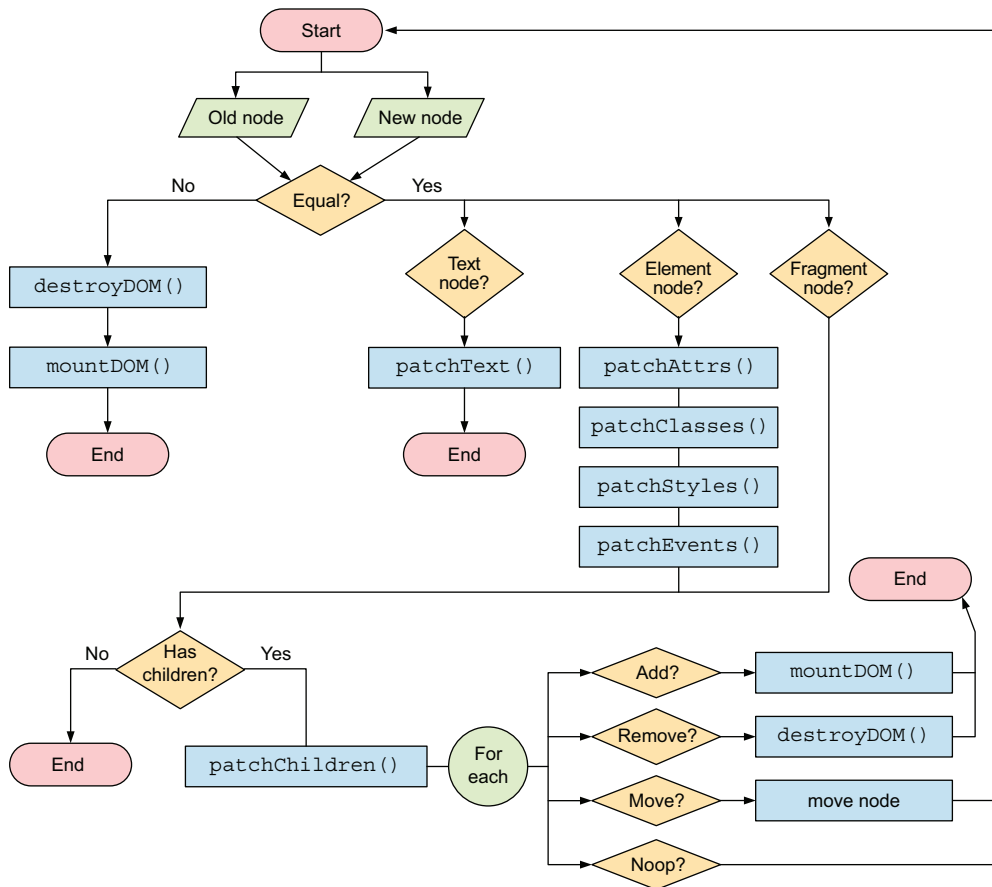 Start
Old node
New node
No
Equal?
Yes
Text
node?
Element
node?
Fragment
node?
destroyDOM()
mountDOM()
End
patchText()
End
patchAttrs()
patchClasses()
patchStyles()
patchEvents()
End
No
Has
children?
Yes
End
patchChildren()
For
each
Add?
mountDOM()
Remove?
destroyDOM()
Move?
move node
Noop?